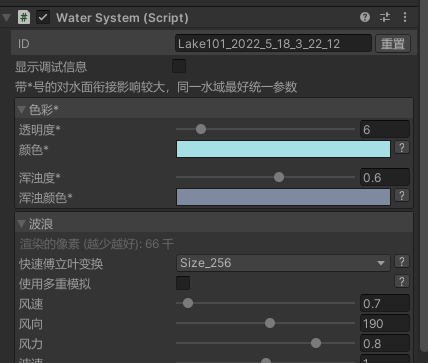 Water System (Script)
ID Lake101_2022_5_18_3_22_12 重置
显示调试信息
带*号的对水面衔接影响较大，同一水域最好统一参数
色彩*
透明度* 6
颜色* ?
浑浊度* 0.6
浑浊颜色* ?
波浪
渲染的像素 (越少越好): 66 千
快速傅立叶变换 Size_256 ?
使用多重模拟 ?
风速 0.7
风向 190
风力 0.8
波速 1